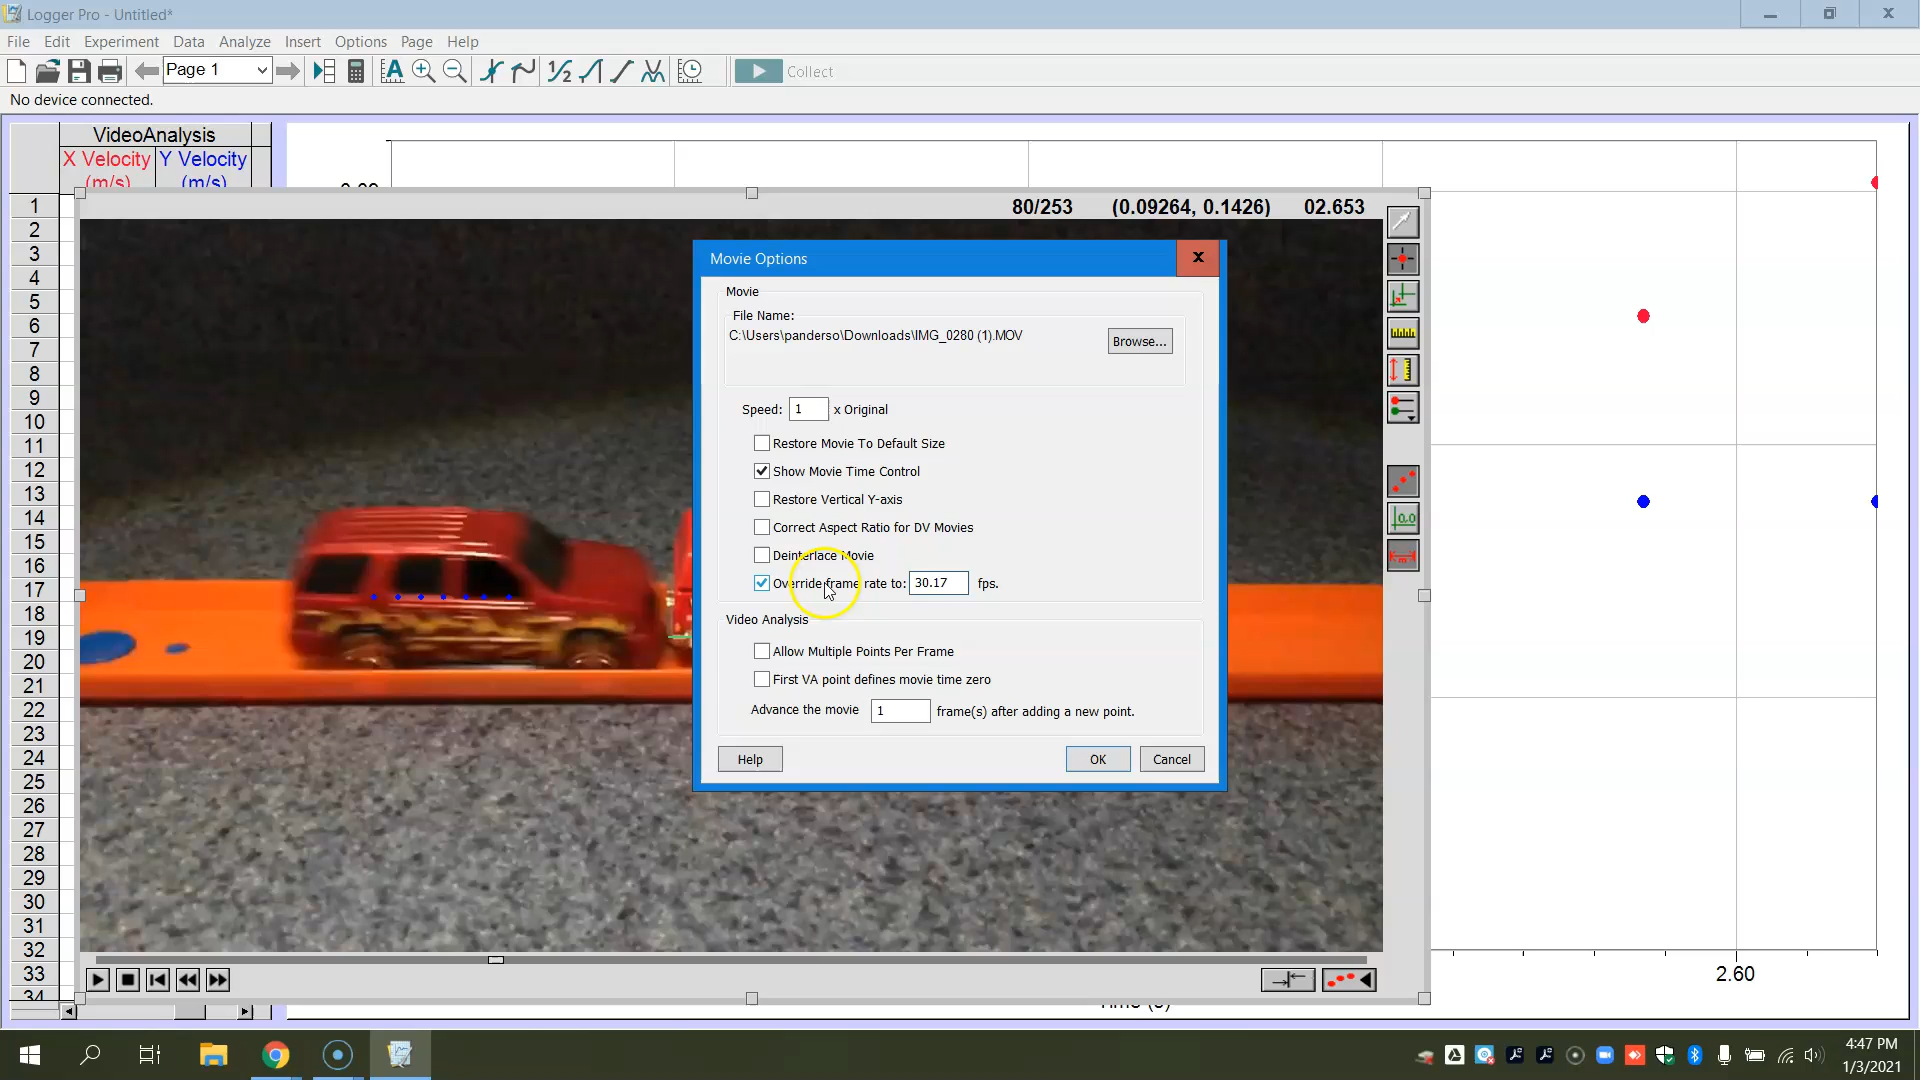 Logger Pro - Untitled*
File Edit Experiment Data Analyze Insert Options Page Help
Page 1
Collect
No device connected.
VideoAnalysis
X Velocity Y Velocity
(m/s) (m/s)
80/253 (0.09264, 0.1426) 02.653
Movie Options
Movie
File Name:
C:\Users\panderso\Downloads\IMG_0280 (1).MOV
Browse...
Speed: 1 x Original
Restore Movie To Default Size
Show Movie Time Control
Restore Vertical Y-axis
Correct Aspect Ratio for DV Movies
Deinterlace Movie
Override frame rate to: 30.17 fps.
Video Analysis
Allow Multiple Points Per Frame
First VA point defines movie time zero
Advance the movie 1 frame(s) after adding a new point.
Help OK Cancel
1
2
3
4
5
6
7
8
9
10
11
12
13
14
15
16
17
18
19
20
21
22
23
24
25
26
27
28
29
30
31
32
33
34
2.60
4:47 PM
1/3/2021